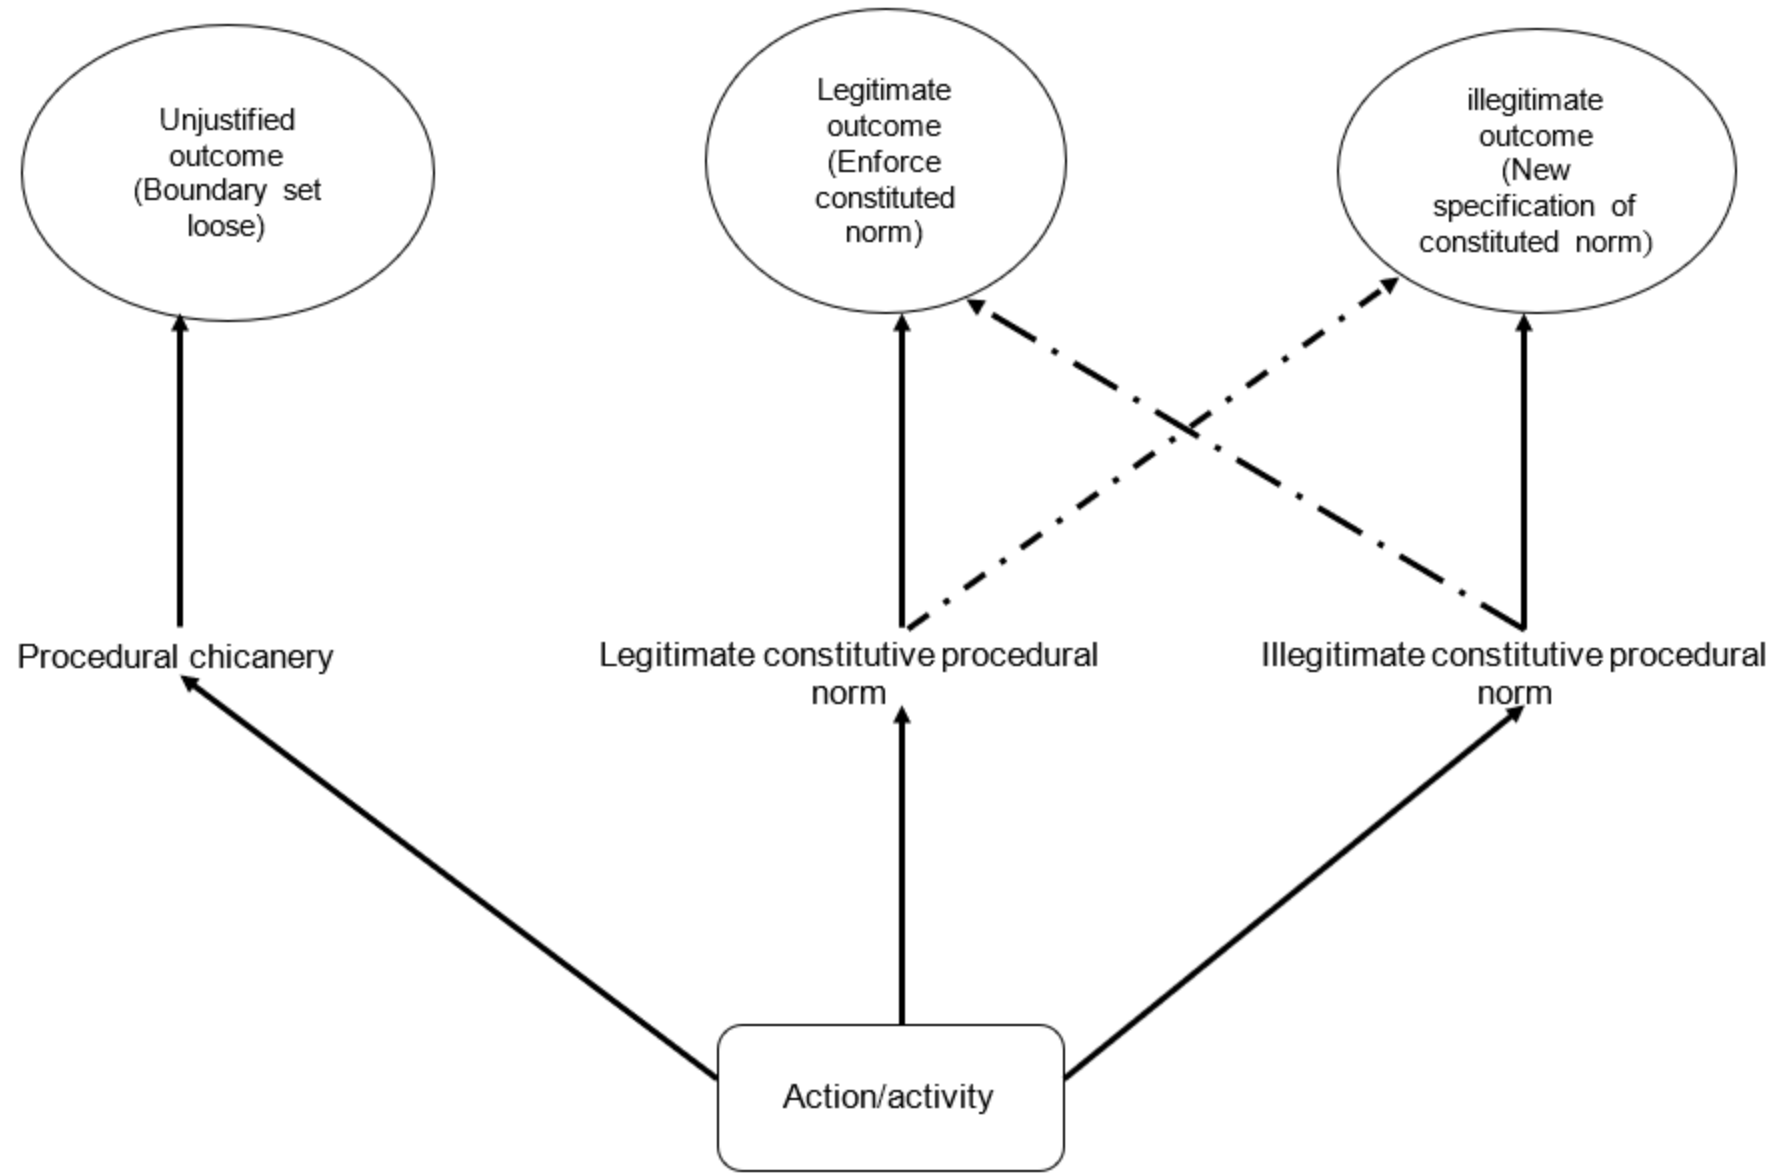 Unjustified
outcome
(Boundary set
loose)
Legitimate
outcome
(Enforce
constituted
norm)
illegitimate
outcome
(New
specification of
constituted norm)
Procedural chicanery
Legitimate constitutive procedural
norm
Illegitimate constitutive procedural
norm
Action/activity